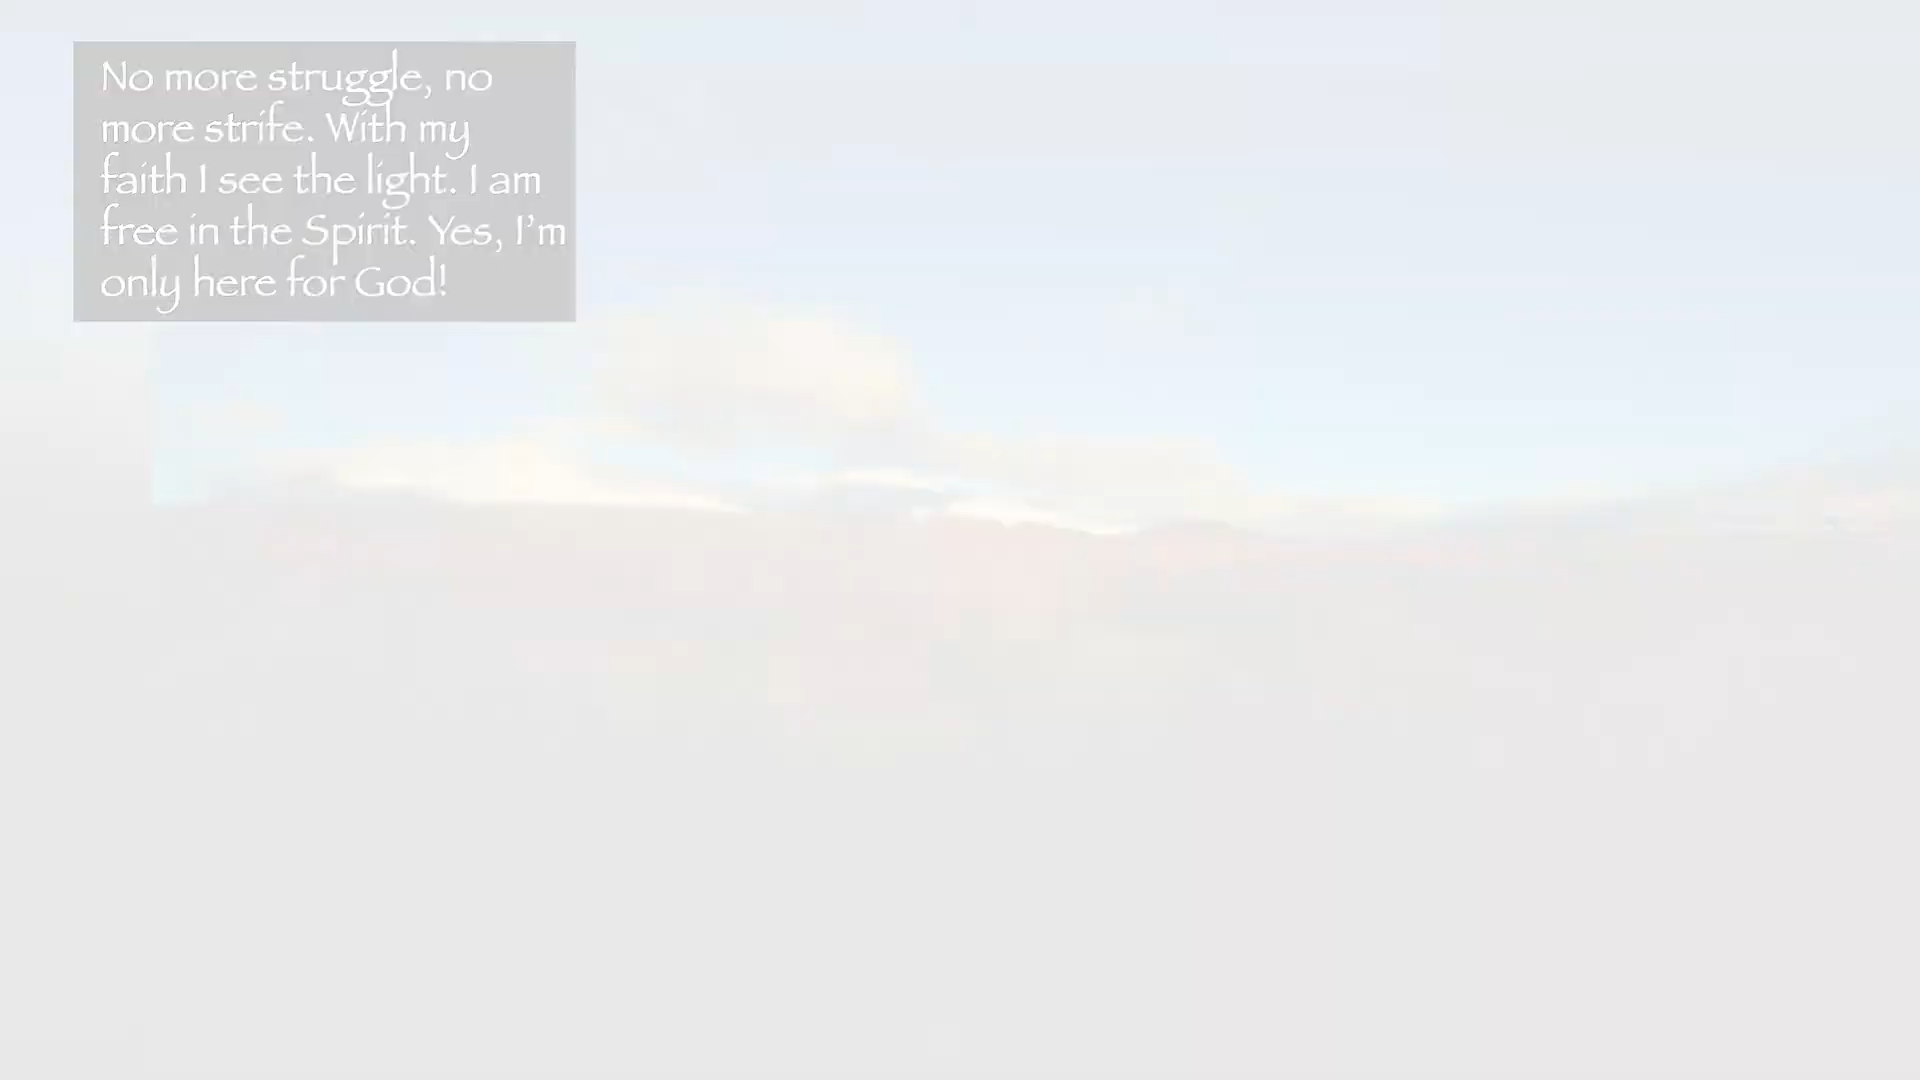 No more struggle, no
more strife. With my
faith I see the light. I am
free in the Spirit. Yes, I’m
only here for God!